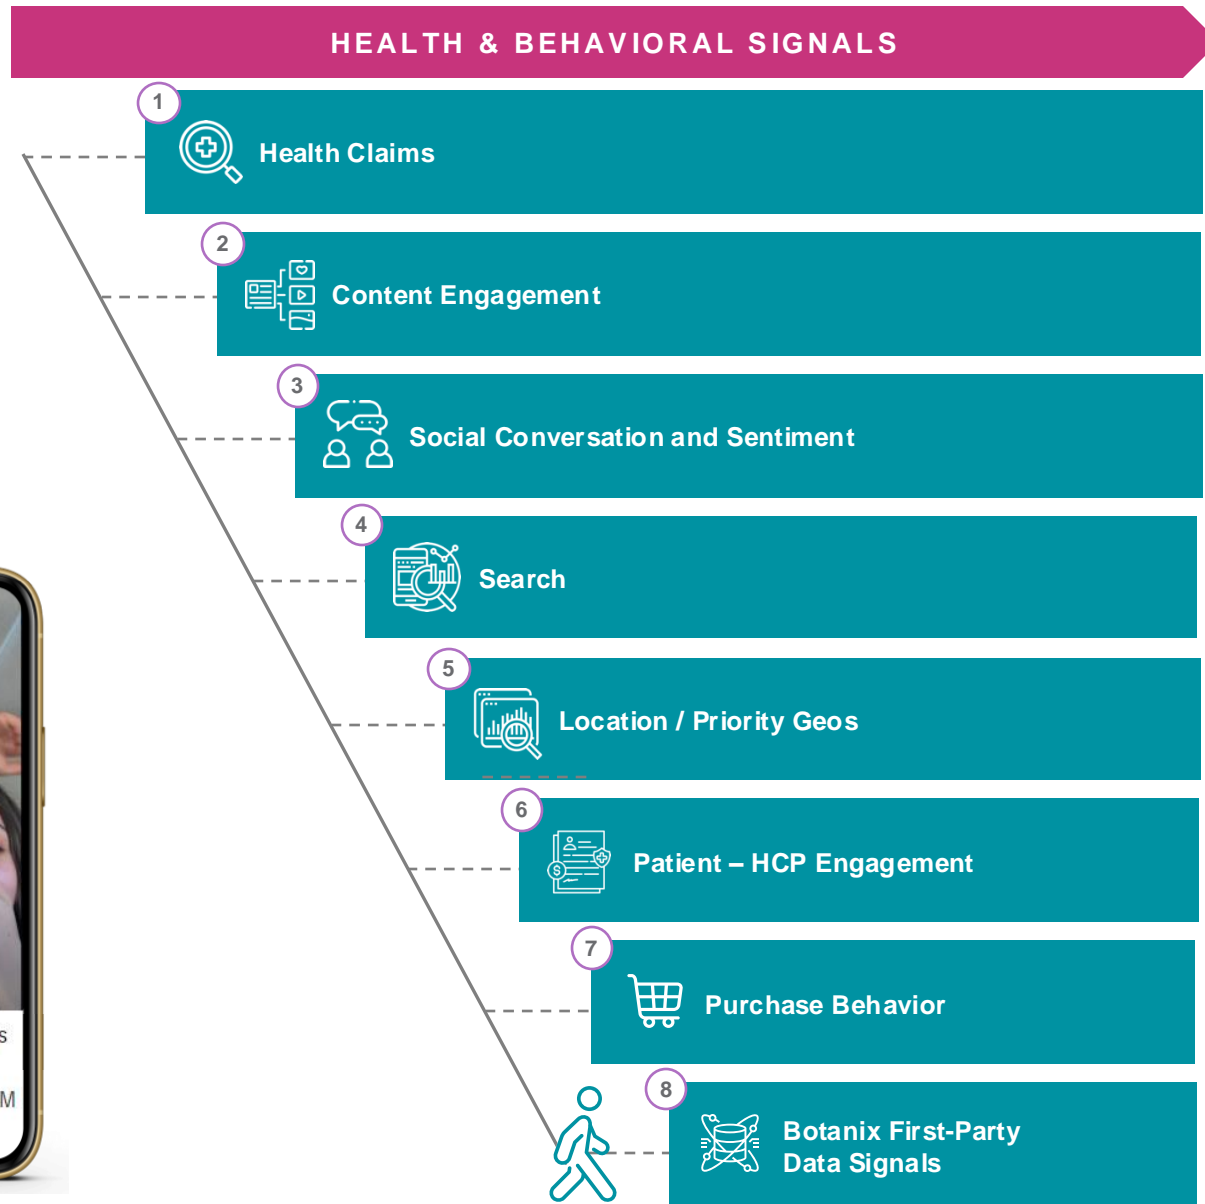 HEALTH & BEHAVIORAL SIGNALS
1
Health Claims
2
Content Engagement
3
Social Conversation and Sentiment
4
Search
5
Location / Priority Geos
6
Patient – HCP Engagement
$
7
Purchase Behavior
8
Botanix First-Party
Data Signals
s
M